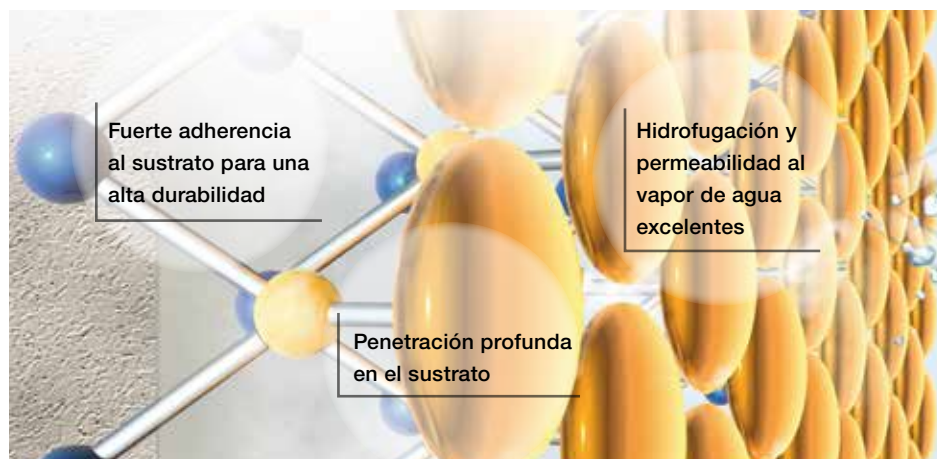 Fuerte adherencia
al sustrato para una
alta durabilidad
Hidrofugación y
permeabilidad al
vapor de agua
excelentes
Penetración profunda
en el sustrato